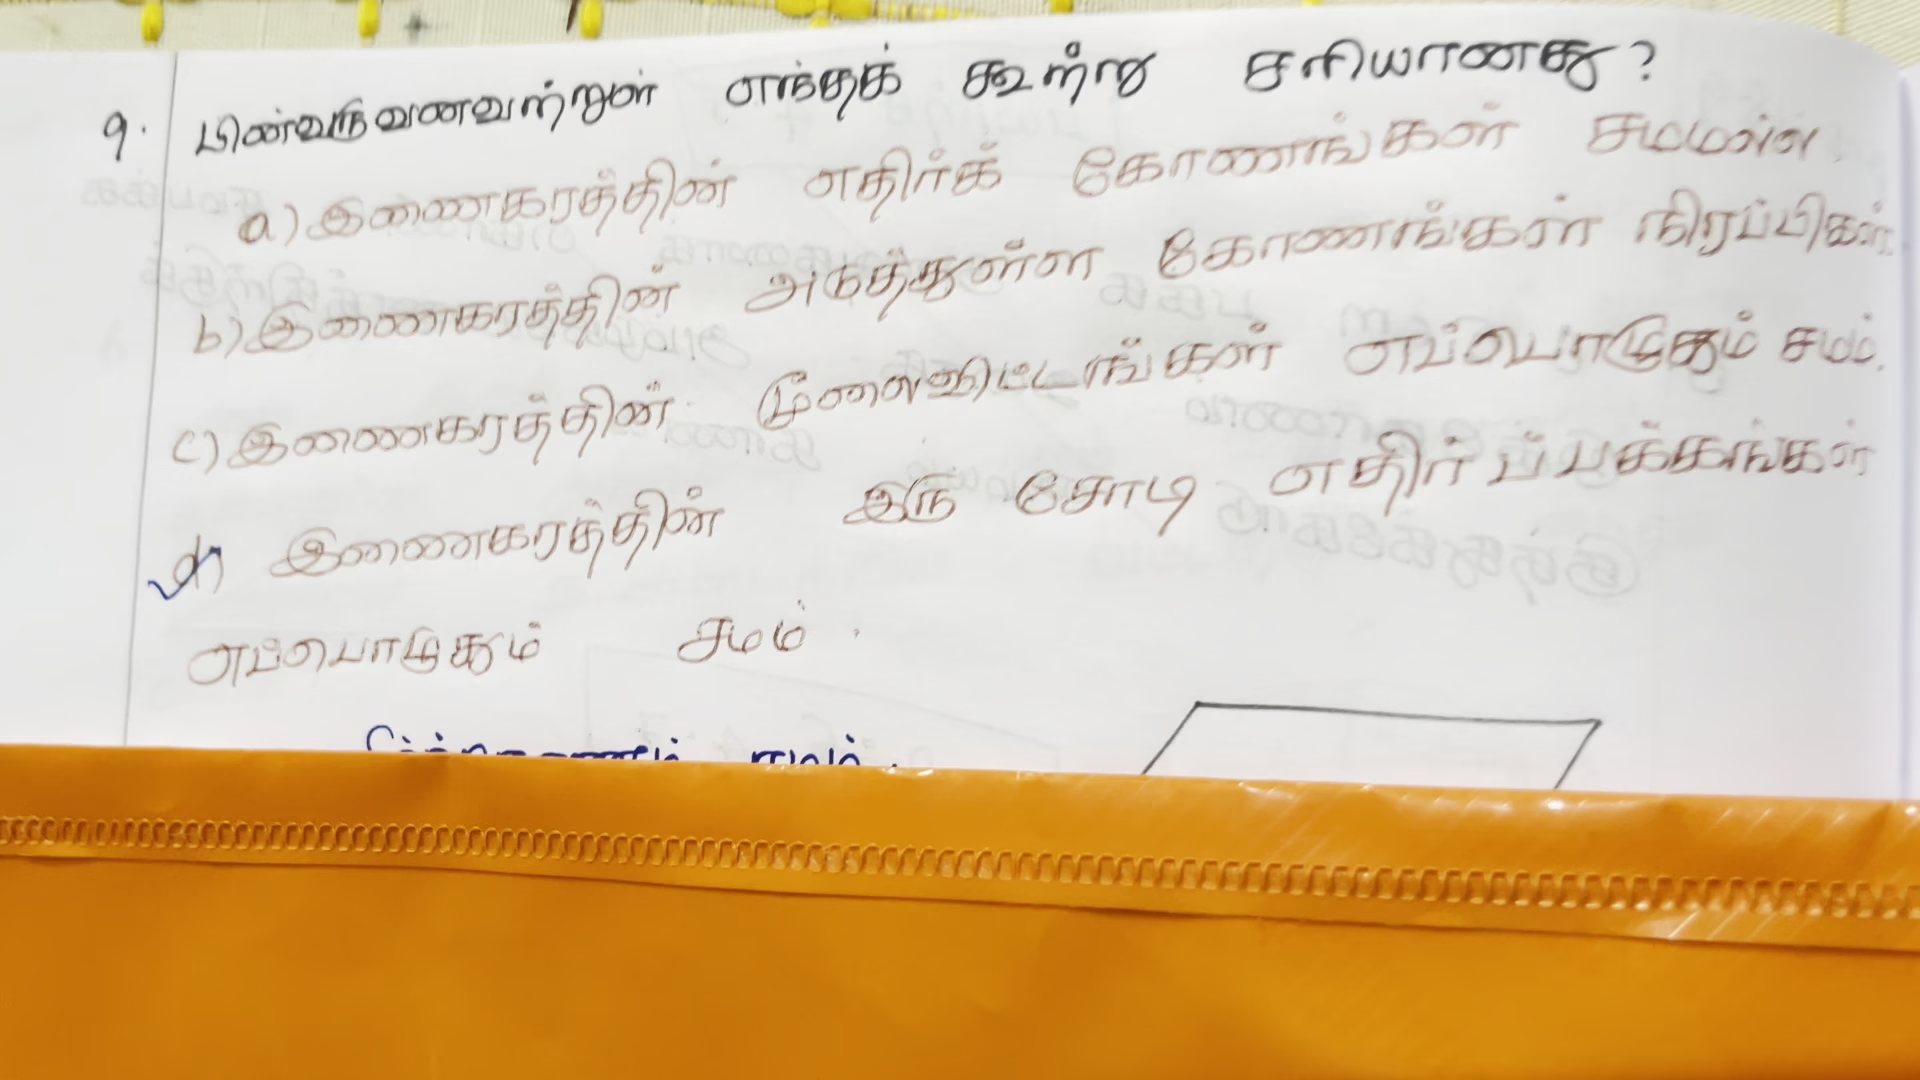 9. பின்வருவனவற்றுள் எந்தக் கூற்று சரியானது?
a) இணைகரத்தின் எதிர்க் கோணங்கள் சமமல்ல.
b) இணைகரத்தின் அடுத்துள்ள கோணங்கள் நிரப்பிகள்.
c) இணைகரத்தின் மூலைவிட்டங்கள் எப்பொழுதும் சமம்.
d) இணைகரத்தின் இரு சோடி எதிர்ப்பக்கங்கள்
எப்பொழுதும் சமம்.
சமம்.